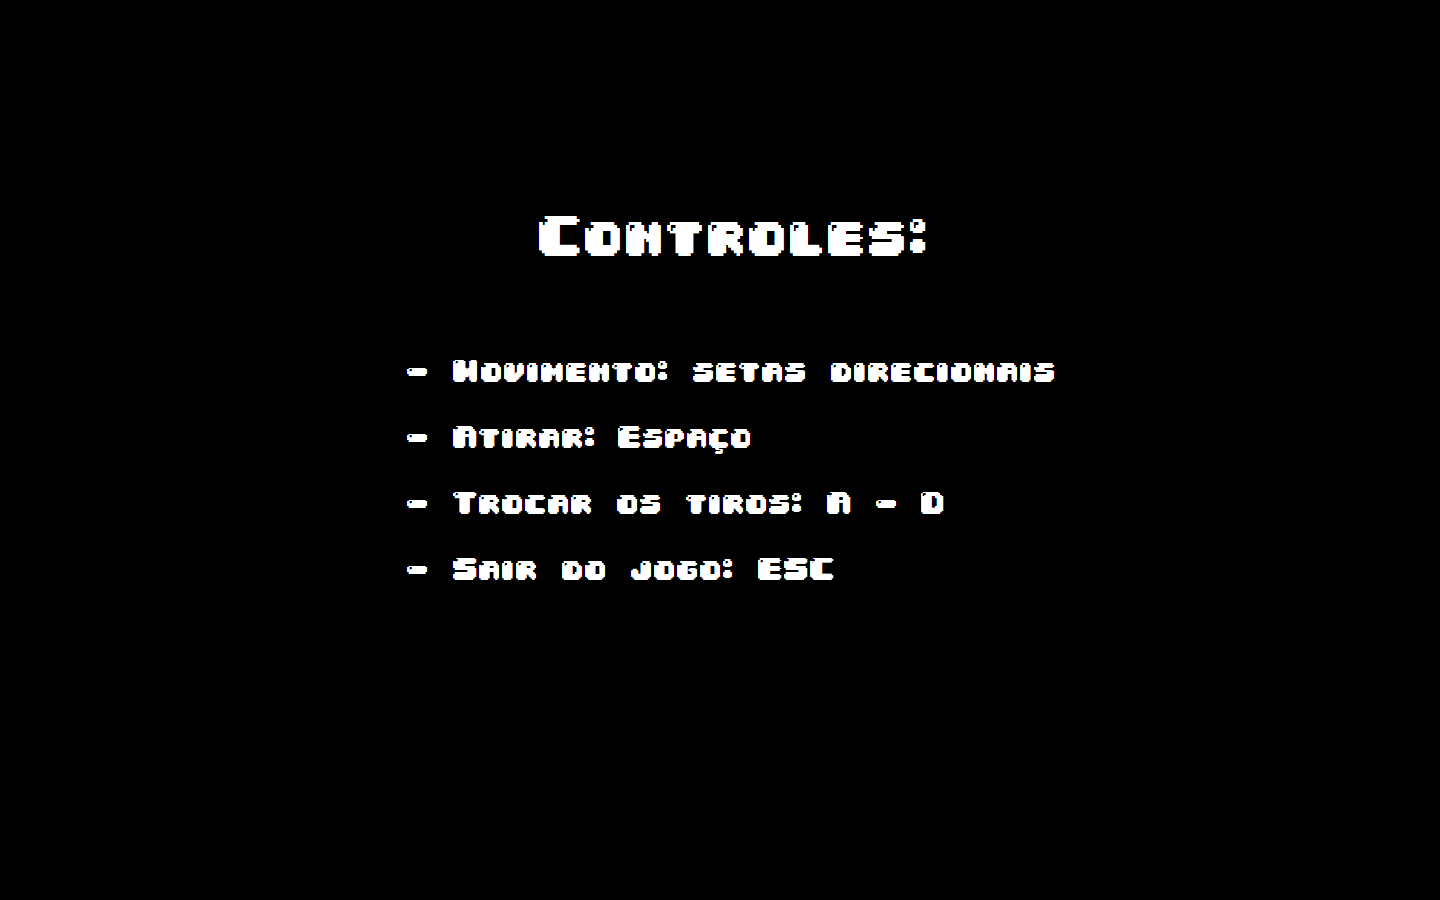 Controles:
- Movimento: setas direcionais
- Atirar: Espaço
- Trocar os tiros: A - D
- Sair do jogo: ESC